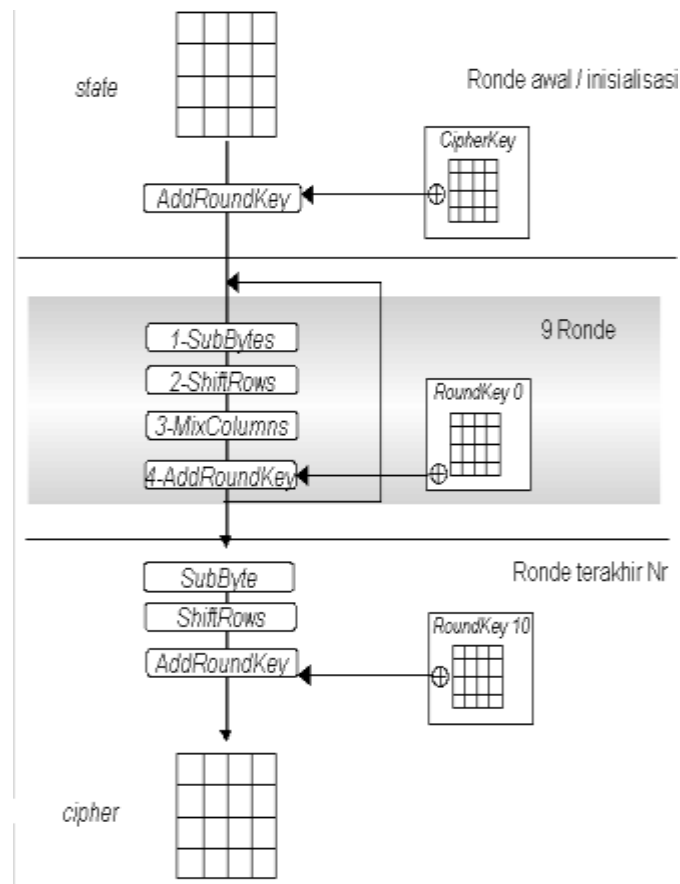 state
Ronde awal / inisialisasi
CipherKey
AddRoundKey
9 Ronde
1-SubBytes
2-ShiftRows
RoundKey 0
3-MixColumns
4-AddRoundKey
Ronde terakhir Nr
SubByte
ShiftRows
RoundKey 10
AddRoundKey
cipher